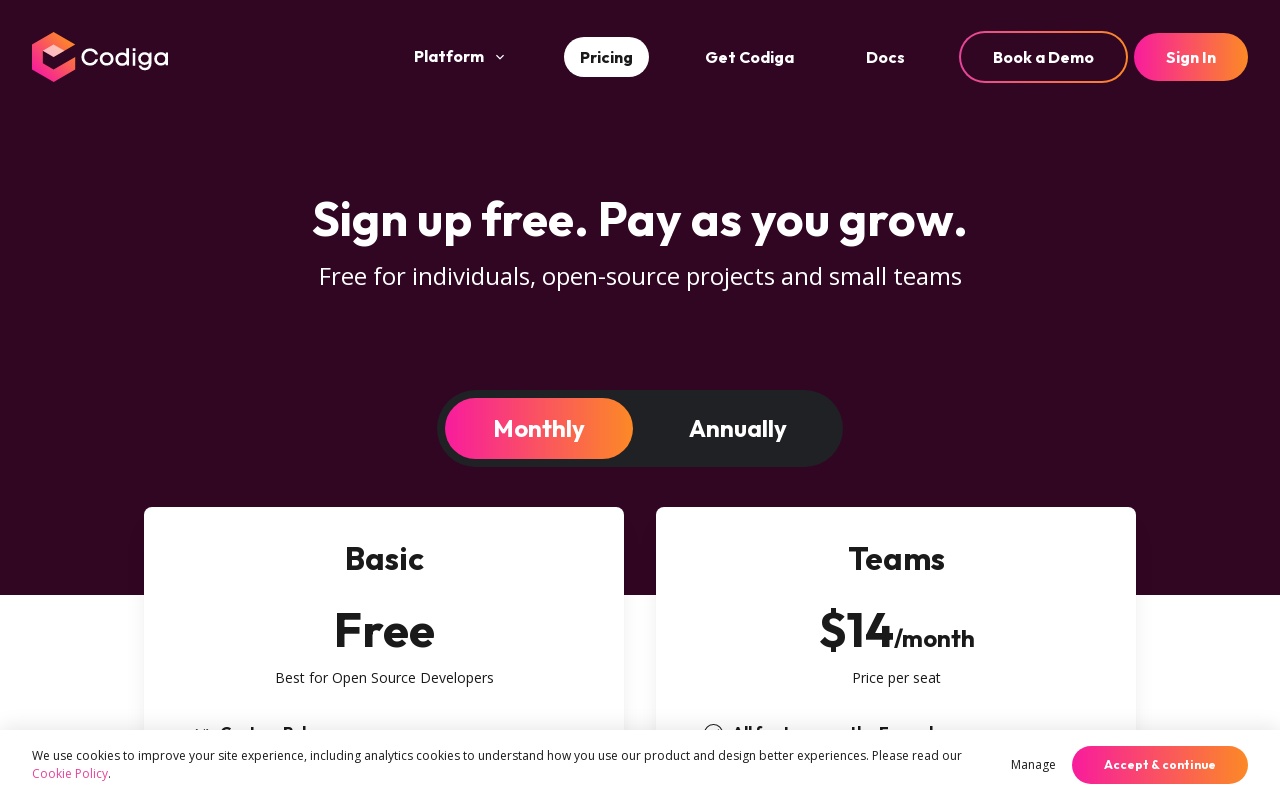 Codiga
Platform
Pricing
Get Codiga
Docs
Book a Demo
Sign In
Sign up free. Pay as you grow.
Free for individuals, open-source projects and small teams
Monthly
Annually
Basic
Free
Best for Open Source Developers
Teams
$14/month
Price per seat
We use cookies to improve your site experience, including analytics cookies to understand how you use our product and design better experiences. Please read our
Cookie Policy.
Manage
Accept & continue